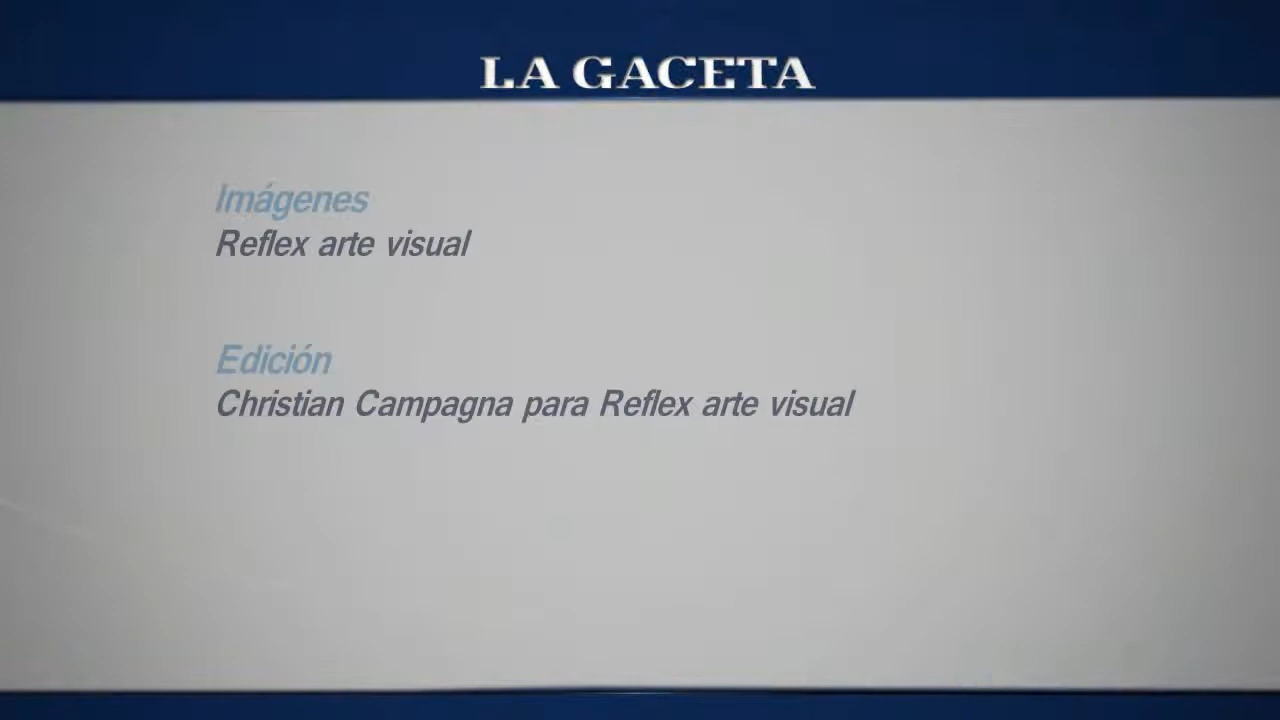 LA GACETA
Imágenes
Reflex arte visual
Edición
Christian Campagna para Reflex arte visual